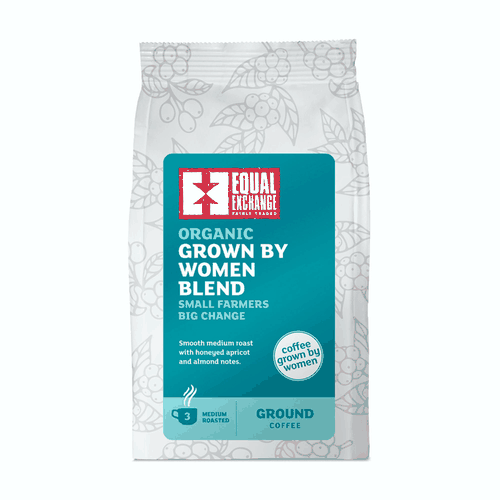 EQUAL
EXCHANGE
FAIRLY TRADED
ORGANIC
GROWN BY
WOMEN
BLEND
SMALL FARMERS
BIG CHANGE
Smooth medium roast
with honeyed apricot
and almond notes.
coffee
grown by
women
3
MEDIUM
ROASTED
GROUND
COFFEE